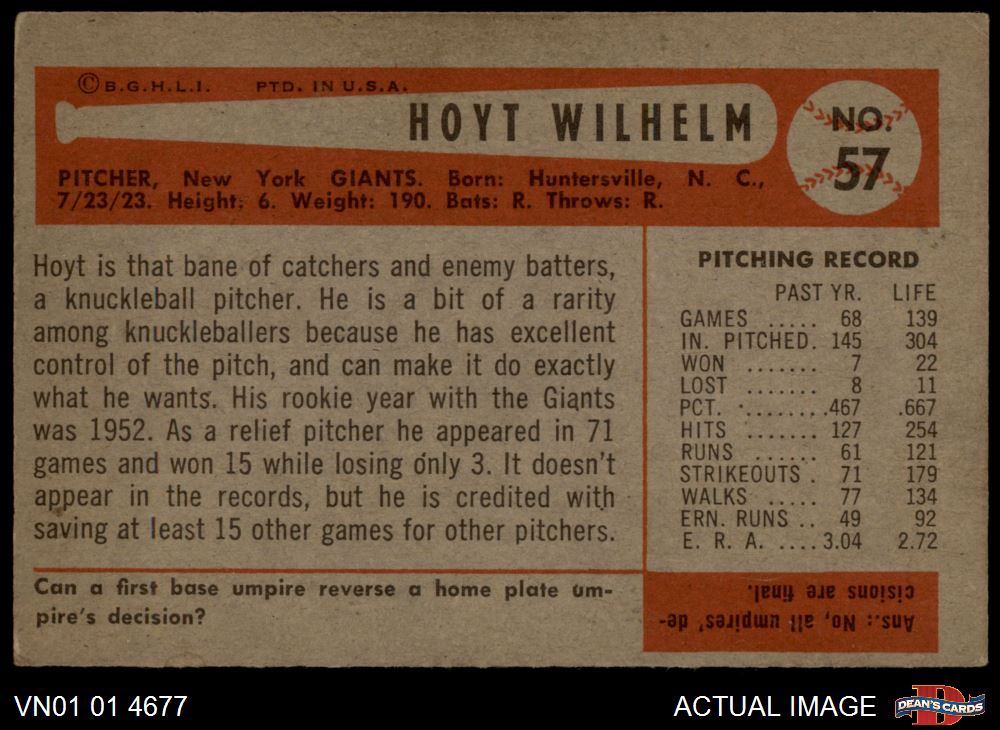 © B.G.H.L.I. PTD. IN U.S.A.
HOYT WILHELM
NO.
57
PITCHER, New York GIANTS. Born: Huntersville, N. C.,
7/23/23. Height: 6. Weight: 190. Bats: R. Throws: R.
Hoyt is that bane of catchers and enemy batters,
a knuckleball pitcher. He is a bit of a rarity
among knuckleballers because he has excellent
control of the pitch, and can make it do exactly
what he wants. His rookie year with the Giants
was 1952. As a relief pitcher he appeared in 71
games and won 15 while losing only 3. It doesn't
appear in the records, but he is credited with
saving at least 15 other games for other pitchers.
PITCHING RECORD
PAST YR. LIFE
GAMES ..... 68 139
IN. PITCHED. 145 304
WON ....... 7 22
LOST ....... 8 11
PCT. ........ .467 .667
HITS ....... 127 254
RUNS ...... 61 121
STRIKEOUTS . 71 179
WALKS ..... 77 134
ERN. RUNS .. 49 92
E. R. A. .... 3.04 2.72
Can a first base umpire reverse a home plate um-
pire's decision?
Ans.: No, all umpires' de-
cisions are final.
VN01 01 4677
ACTUAL IMAGE
D
DEAN'S CARDS